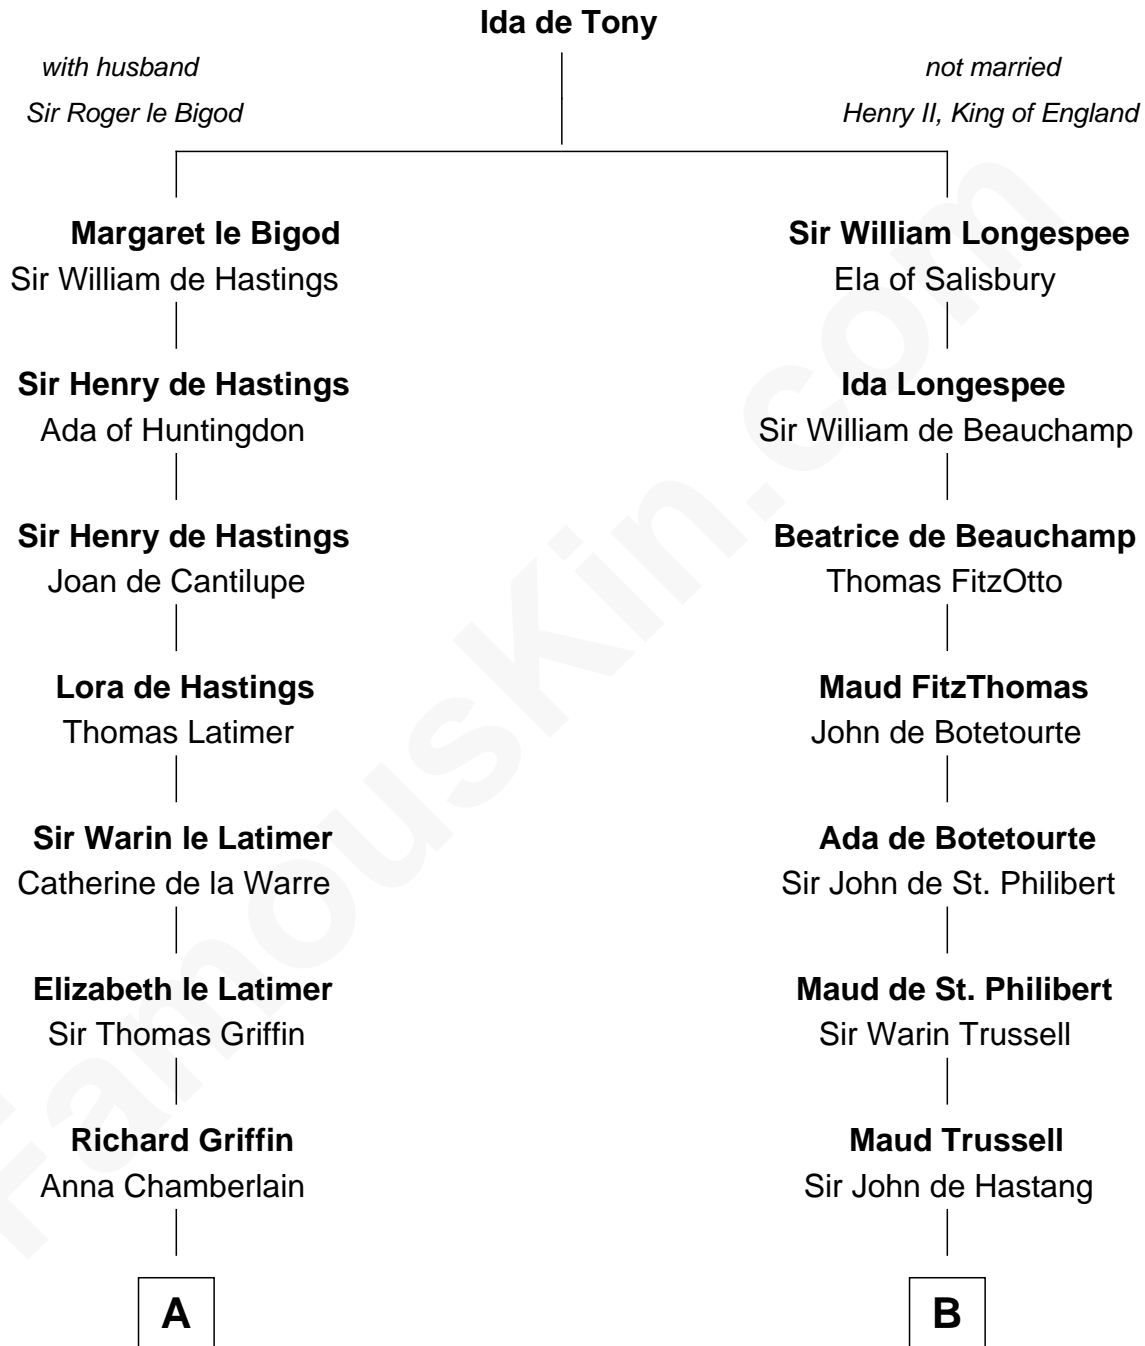 Ida de Tony
with husband
Sir Roger le Bigod
not married
Henry II, King of England
Margaret le Bigod
Sir William de Hastings
Sir William Longespee
Ela of Salisbury
Sir Henry de Hastings
Ada of Huntingdon
Ida Longespee
Sir William de Beauchamp
Sir Henry de Hastings
Joan de Cantilupe
Beatrice de Beauchamp
Thomas FitzOtto
Lora de Hastings
Thomas Latimer
Maud FitzThomas
John de Botetourte
Sir Warin le Latimer
Catherine de la Warre
Ada de Botetourte
Sir John de St. Philibert
Elizabeth le Latimer
Sir Thomas Griffin
Maud de St. Philibert
Sir Warin Trussell
Richard Griffin
Anna Chamberlain
Maud Trussell
Sir John de Hastang
A
B
FamousKin.com